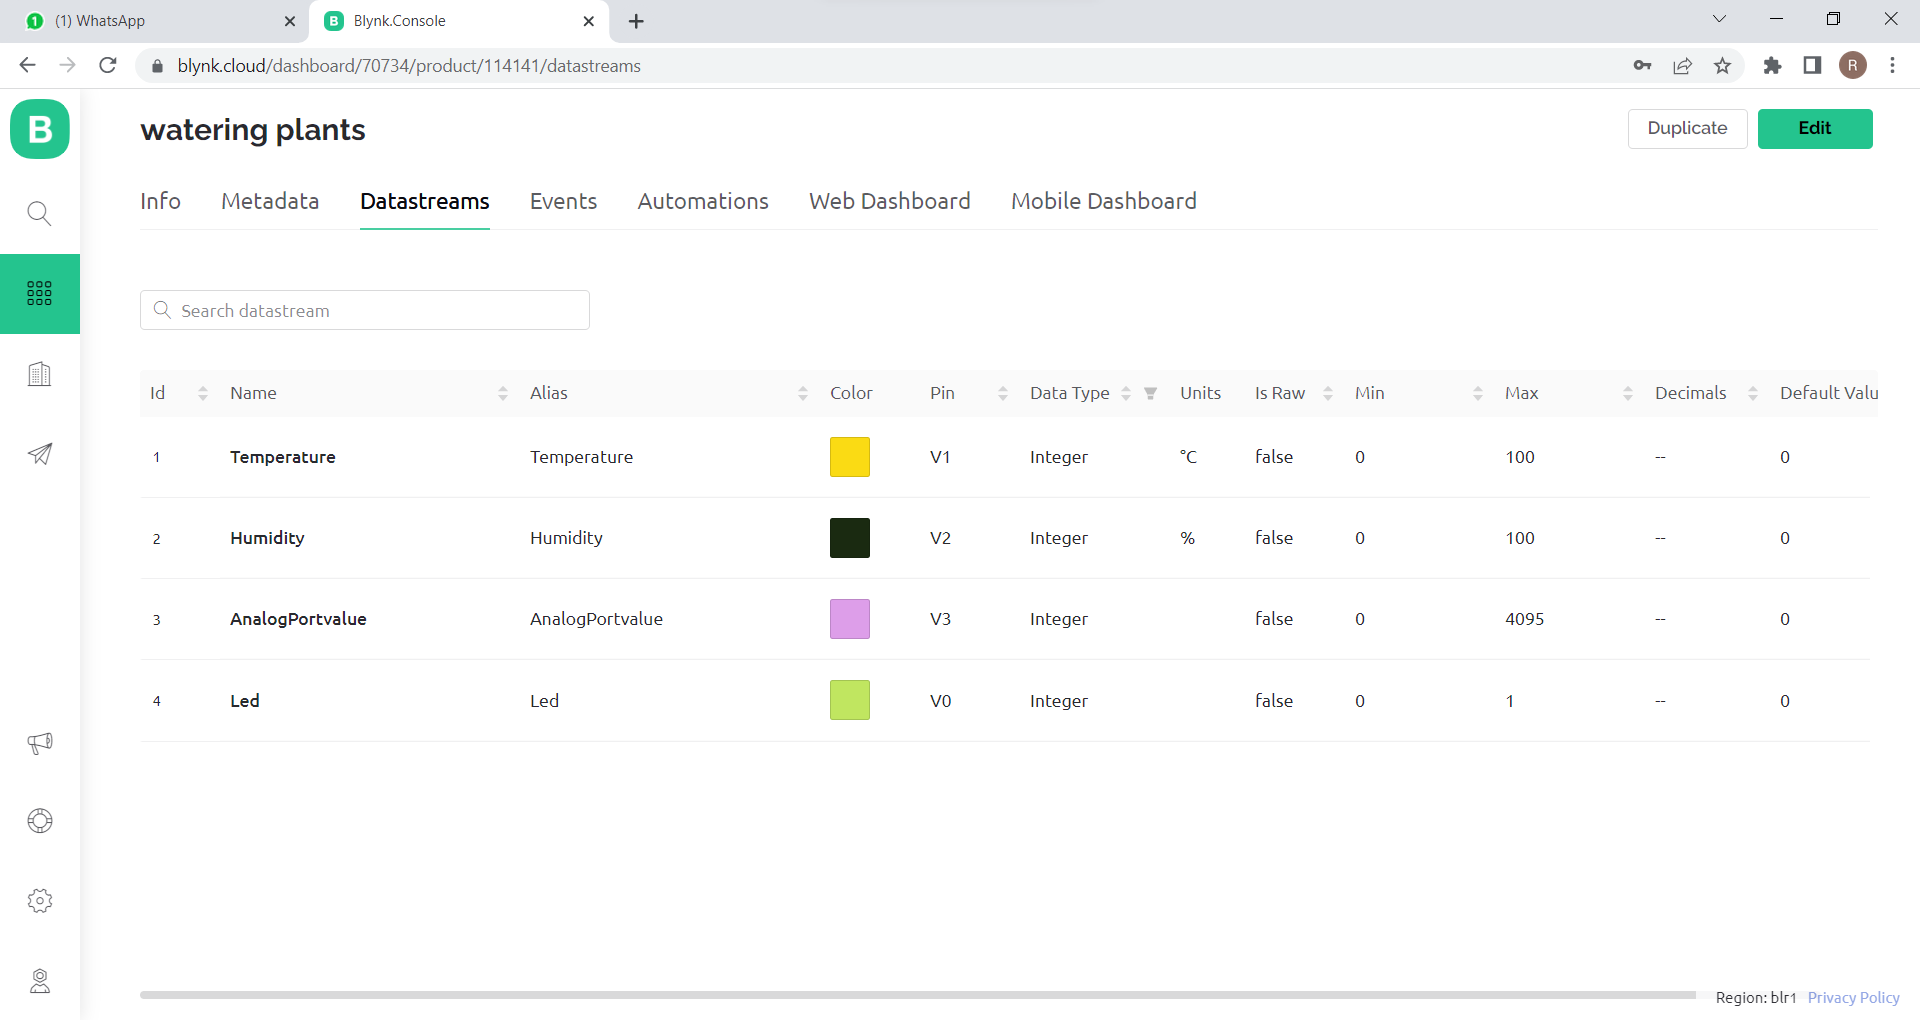 1 (1) WhatsApp B Blynk.Console
blynk.cloud/dashboard/70734/product/114141/datastreams R
B watering plants Duplicate Edit
Info Metadata Datastreams Events Automations Web Dashboard Mobile Dashboard
Search datastream
Id Name Alias Color Pin Data Type Units Is Raw Min Max Decimals Default Valu
1 Temperature Temperature V1 Integer °C false 0 100 -- 0
2 Humidity Humidity V2 Integer % false 0 100 -- 0
3 AnalogPortvalue AnalogPortvalue V3 Integer false 0 4095 -- 0
4 Led Led V0 Integer false 0 1 -- 0
Region: blr1 Privacy Policy